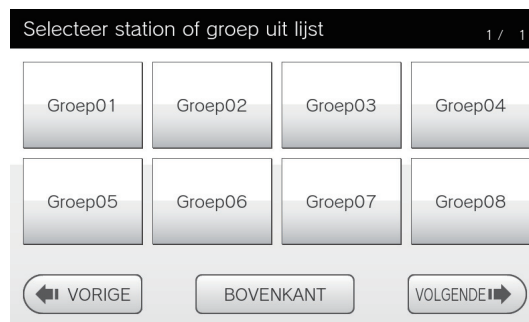 Selecteer station of groep uit lijst 1 / 1
Groep01 Groep02 Groep03 Groep04
Groep05 Groep06 Groep07 Groep08
VORIGE BOVENKANT VOLGENDE